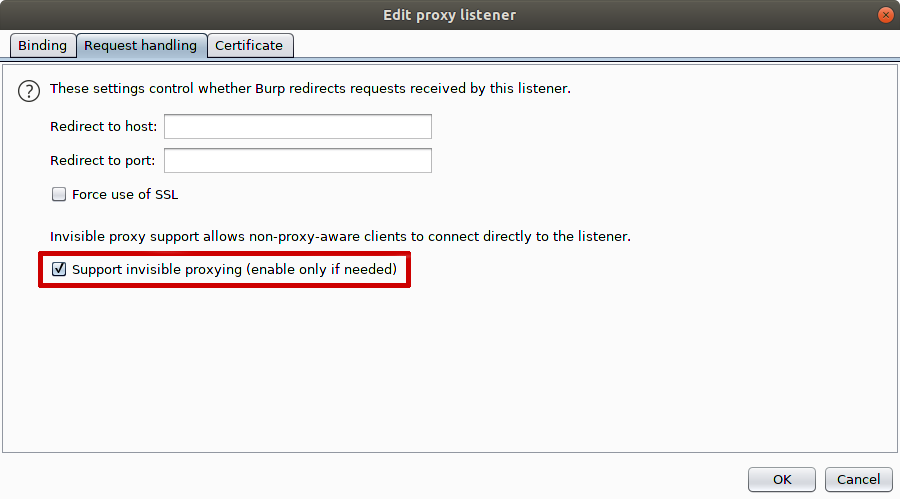 Edit proxy listener
Binding Request handling Certificate
? These settings control whether Burp redirects requests received by this listener.
Redirect to host:
Redirect to port:
Force use of SSL
Invisible proxy support allows non-proxy-aware clients to connect directly to the listener.
Support invisible proxying (enable only if needed)
OK Cancel